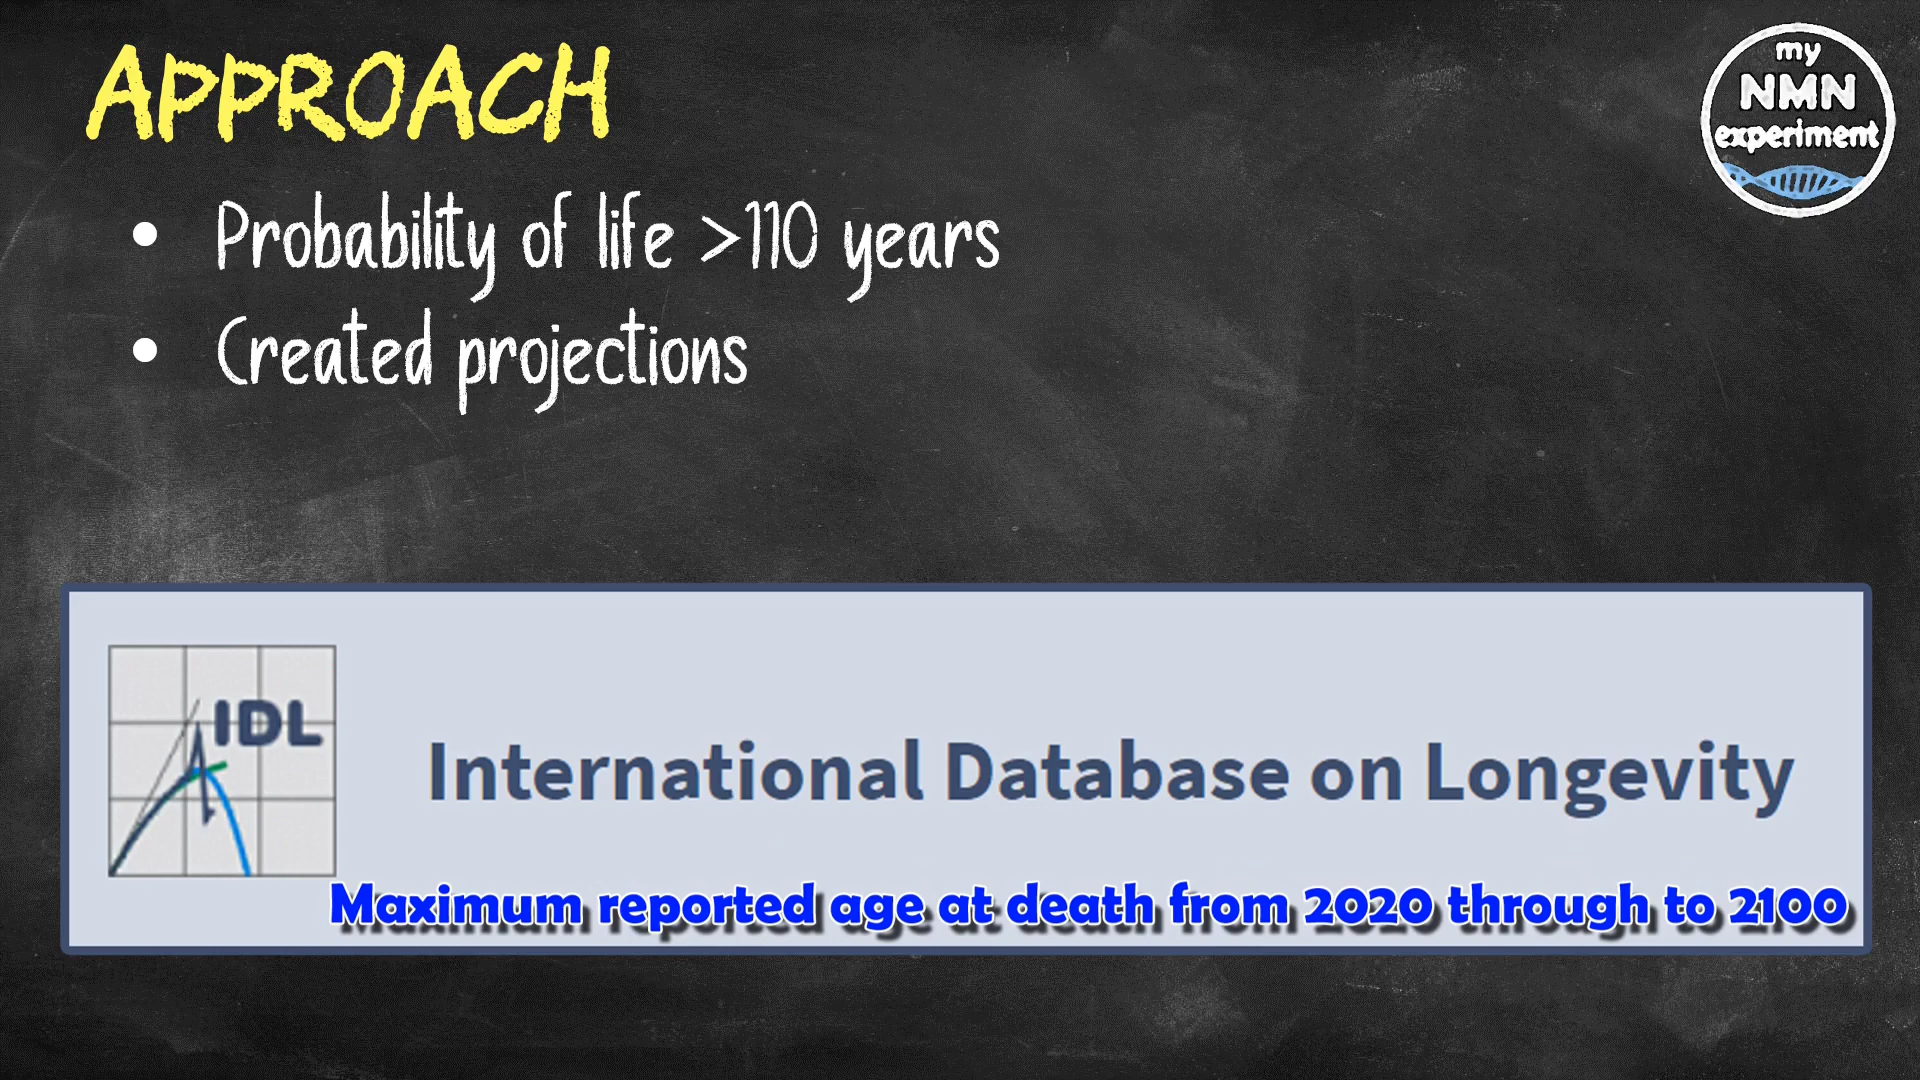 APPROACH
my
NMN
experiment
• Probability of life >110 years
• Created projections
IDL
International Database on Longevity
Maximum reported age at death from 2020 through to 2100